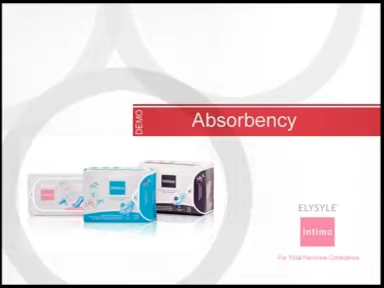 DEMO
Absorbency
ELYSYLE
Intimo
For Total Feminine Confidence